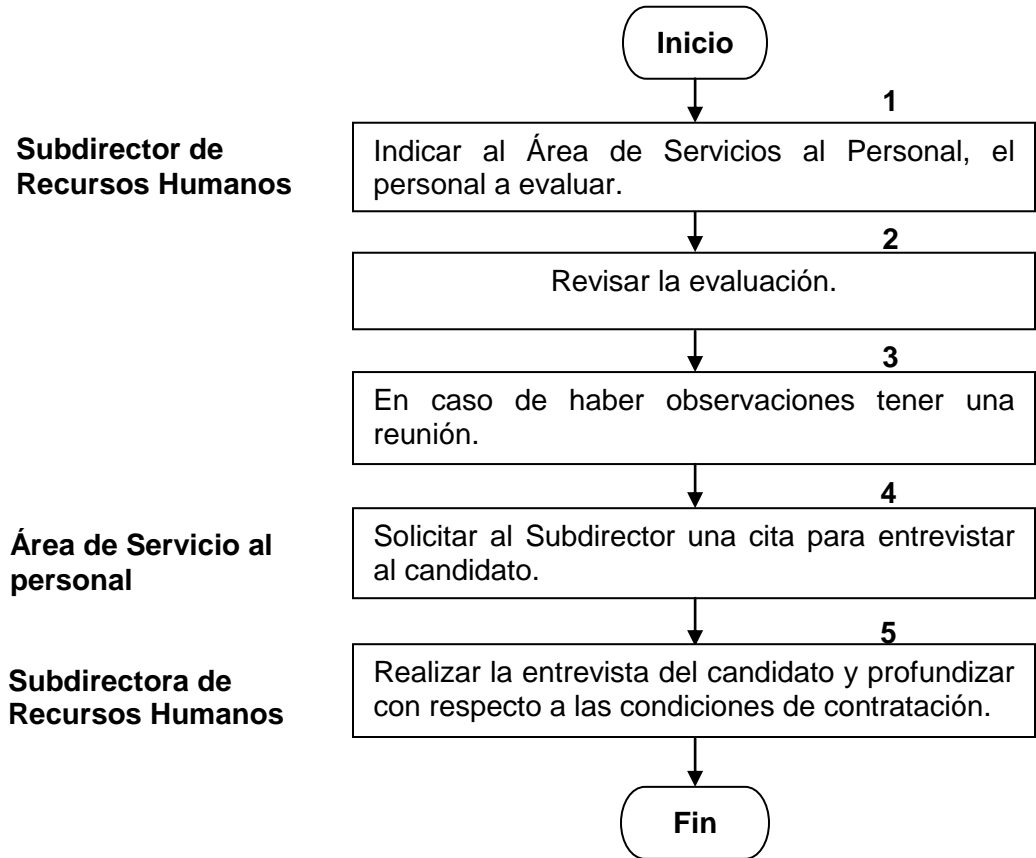 Inicio
1
Subdirector de
Recursos Humanos
Indicar al Área de Servicios al Personal, el
personal a evaluar.
2
Revisar la evaluación.
3
En caso de haber observaciones tener una
reunión.
4
Área de Servicio al
personal
Solicitar al Subdirector una cita para entrevistar
al candidato.
5
Subdirectora de
Recursos Humanos
Realizar la entrevista del candidato y profundizar
con respecto a las condiciones de contratación.
Fin